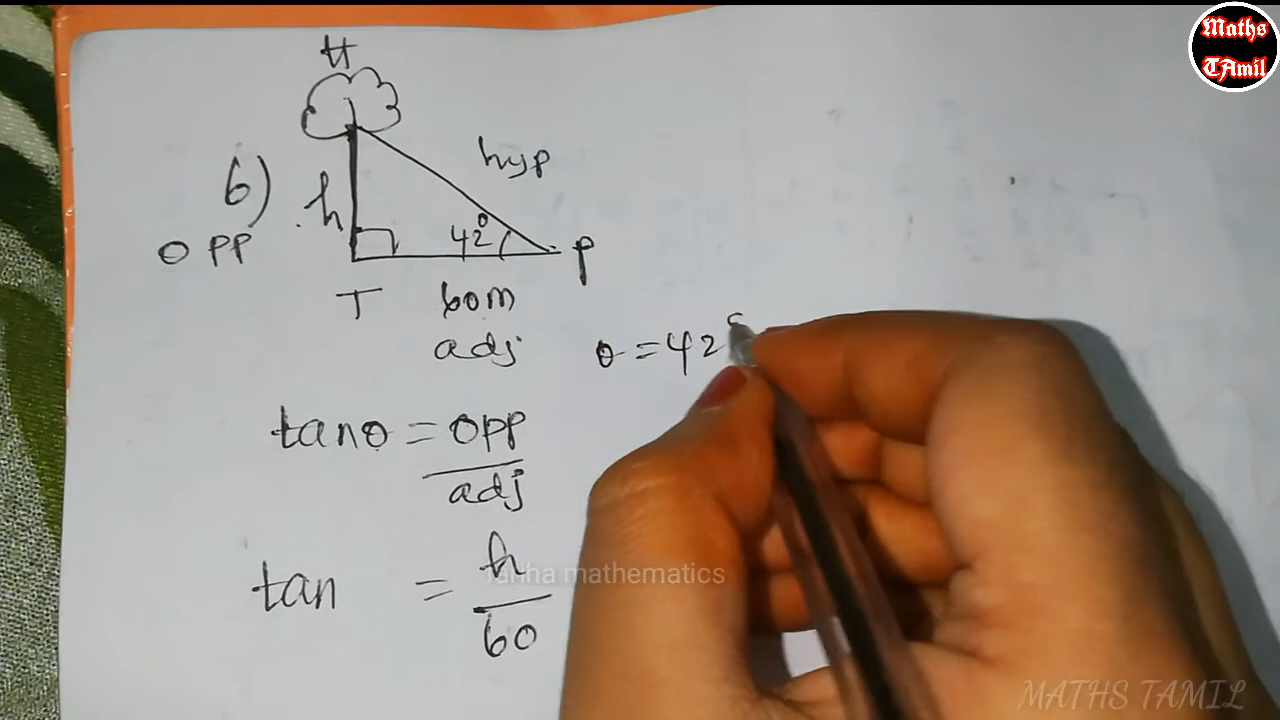 Maths
TAmil
H
hyp
6)
h
42°
OPP
P
T
60m
adj
θ = 42°
tanθ = opp
adj
tan = h
60
Tanha mathematics
MATHS TAMIL